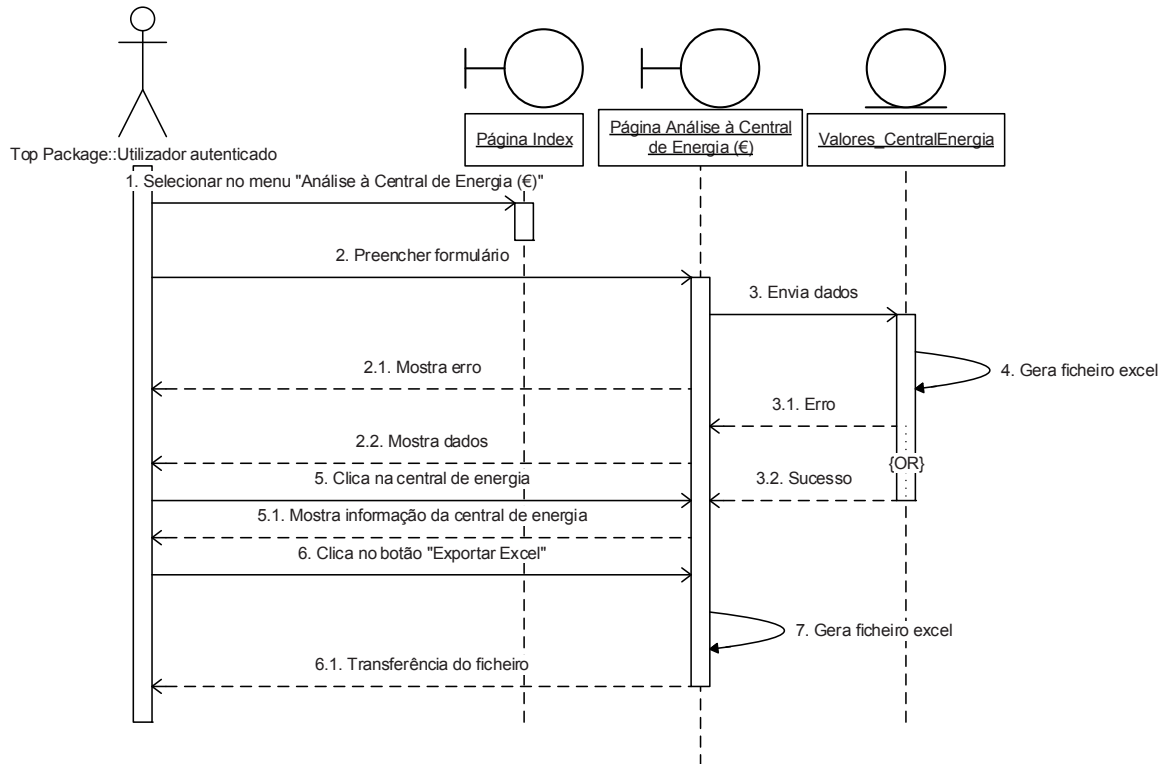 Top Package::Utilizador autenticado
Página Index
Página Análise à Central
de Energia (€)
Valores_CentralEnergia
1. Selecionar no menu "Análise à Central de Energia (€)"
2. Preencher formulário
3. Envia dados
4. Gera ficheiro excel
2.1. Mostra erro
3.1. Erro
2.2. Mostra dados
{OR}
5. Clica na central de energia
3.2. Sucesso
5.1. Mostra informação da central de energia
6. Clica no botão "Exportar Excel"
7. Gera ficheiro excel
6.1. Transferência do ficheiro